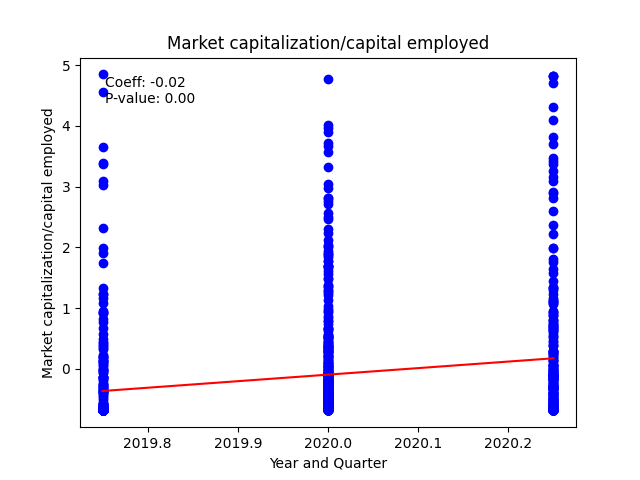 Market capitalization/capital employed
Coeff: -0.02
P-value: 0.00
Market capitalization/capital employed
5
4
3
2
1
0
2019.8 2019.9 2020.0 2020.1 2020.2
Year and Quarter